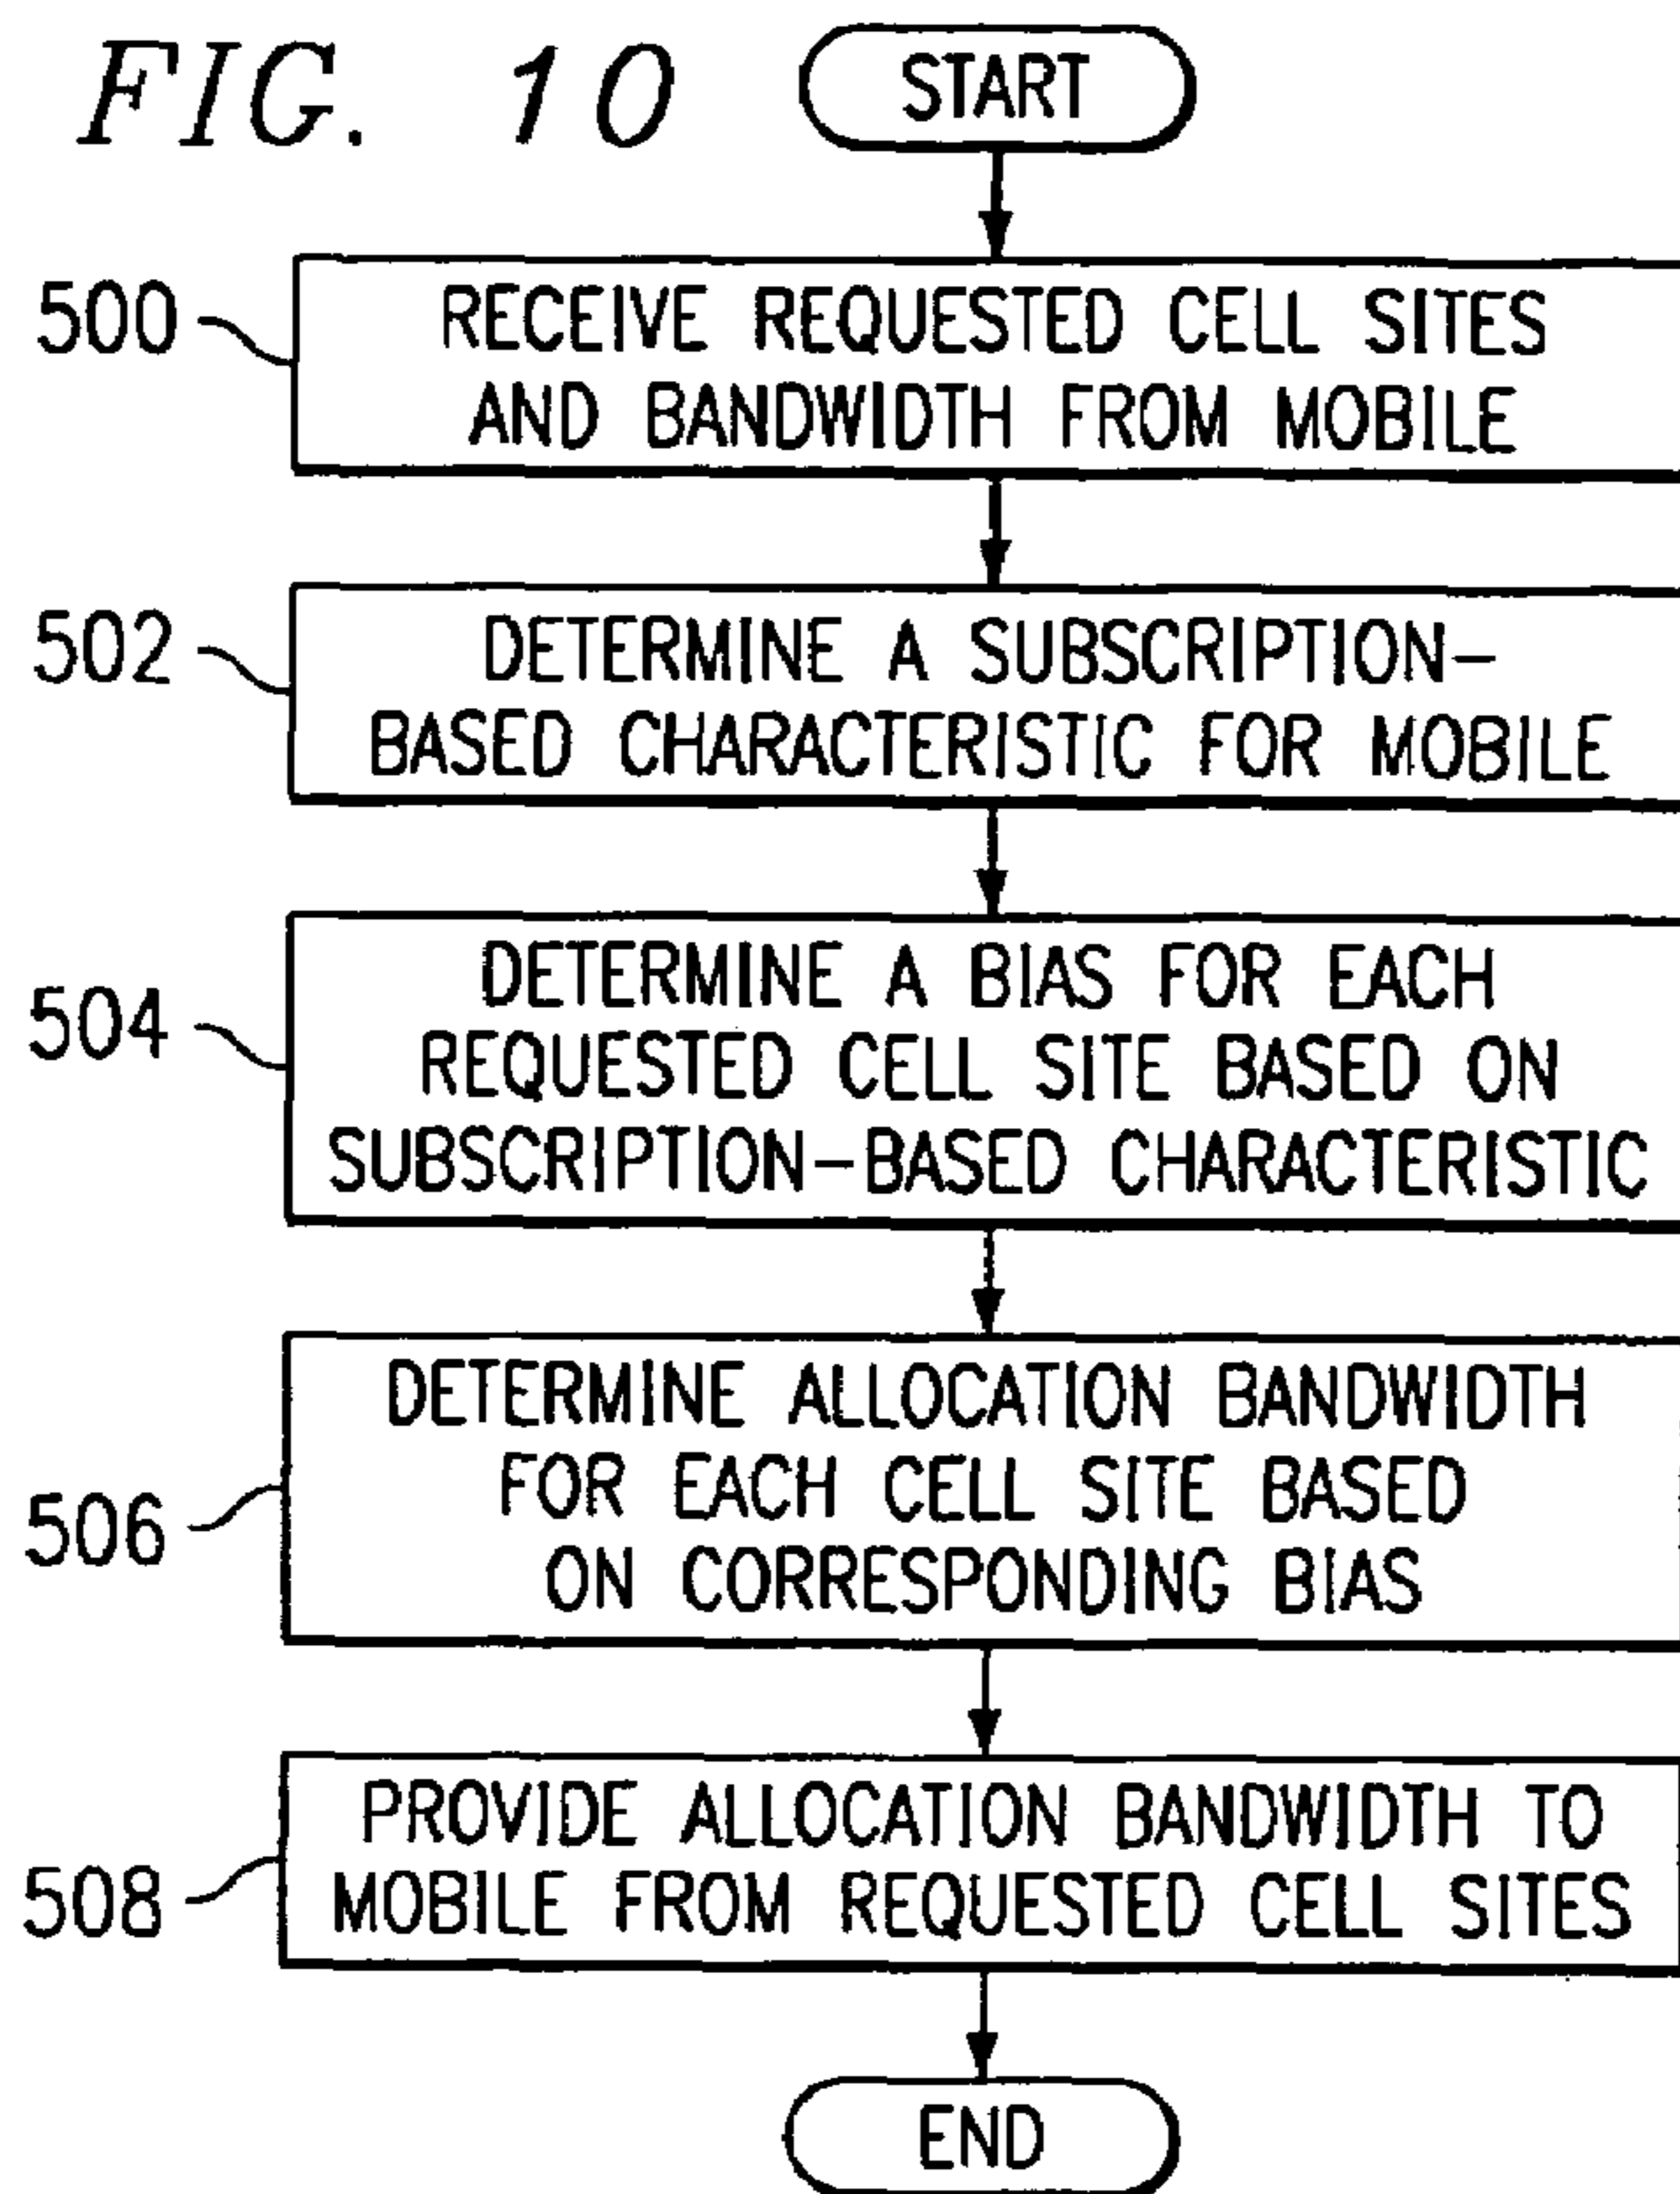 FIG. 10
START
500
RECEIVE REQUESTED CELL SITES
AND BANDWIDTH FROM MOBILE
502
DETERMINE A SUBSCRIPTION-
BASED CHARACTERISTIC FOR MOBILE
504
DETERMINE A BIAS FOR EACH
REQUESTED CELL SITE BASED ON
SUBSCRIPTION-BASED CHARACTERISTIC
506
DETERMINE ALLOCATION BANDWIDTH
FOR EACH CELL SITE BASED
ON CORRESPONDING BIAS
508
PROVIDE ALLOCATION BANDWIDTH TO
MOBILE FROM REQUESTED CELL SITES
END